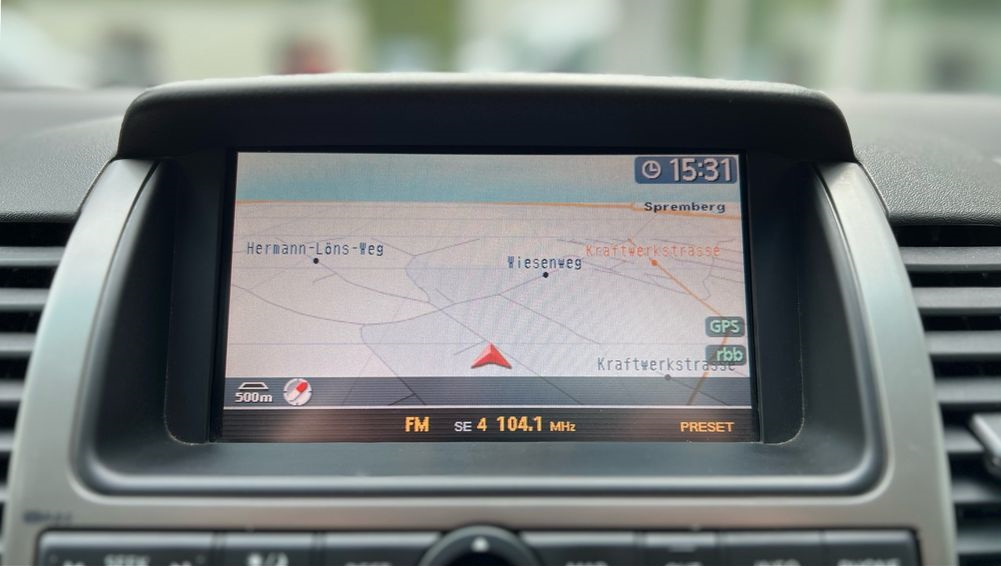 15:31
Spremberg
Hermann-Löns-Weg
Wiesenweg
Kraftwerkstrasse
GPS
rbb
Kraftwerkstrasse
500m
FM SE 4 104.1 MHz PRESET
SEEK